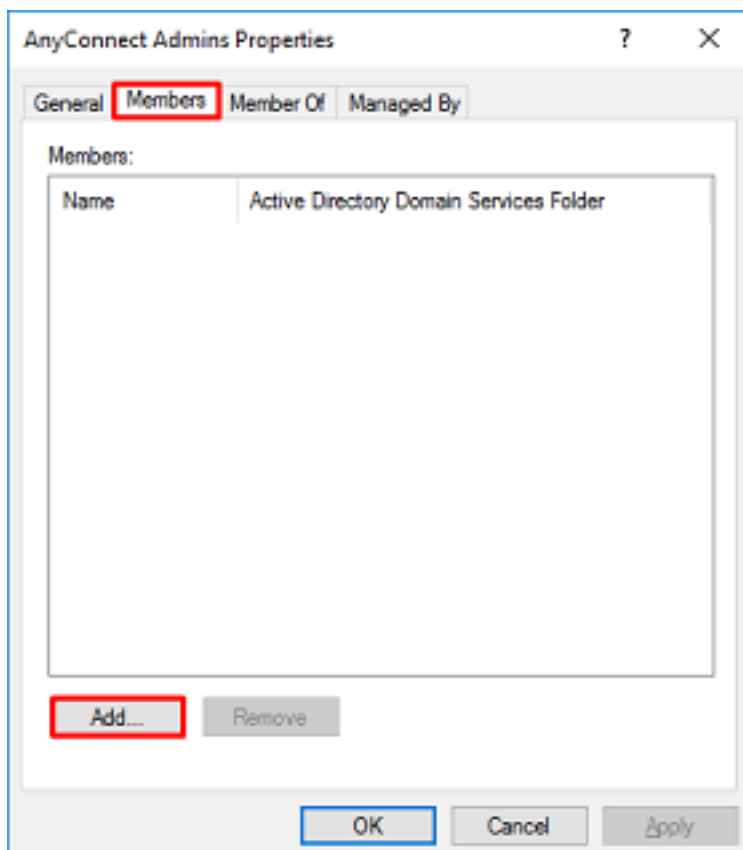 AnyConnect Admins Properties ? ×
General Members Member Of Managed By
Members:
Name Active Directory Domain Services Folder
Add... Remove
OK Cancel Apply